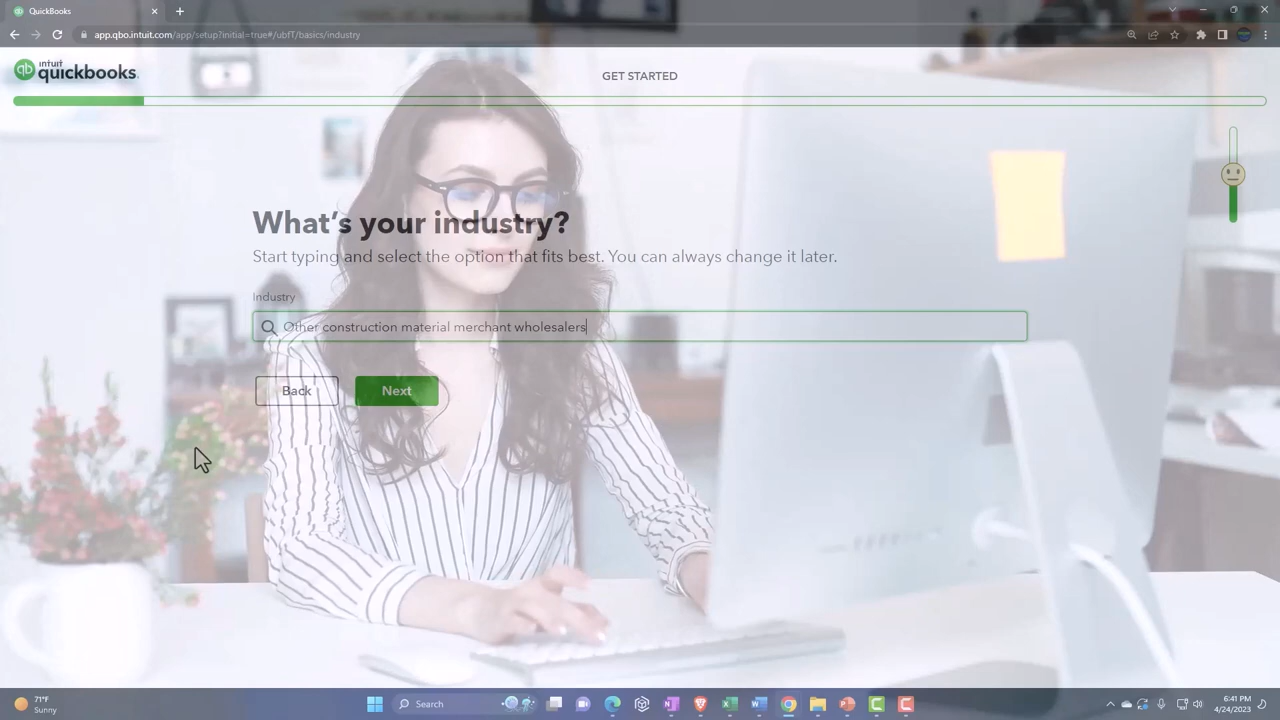 QuickBooks
app.qbo.intuit.com/app/setup?initial=true#/ubfT/basics/industry
intuit
quickbooks.
GET STARTED
What's your industry?
Start typing and select the option that fits best. You can always change it later.
Industry
Other construction material merchant wholesalers
Back
Next
71°F
Sunny
Search
6:41 PM
4/24/2023